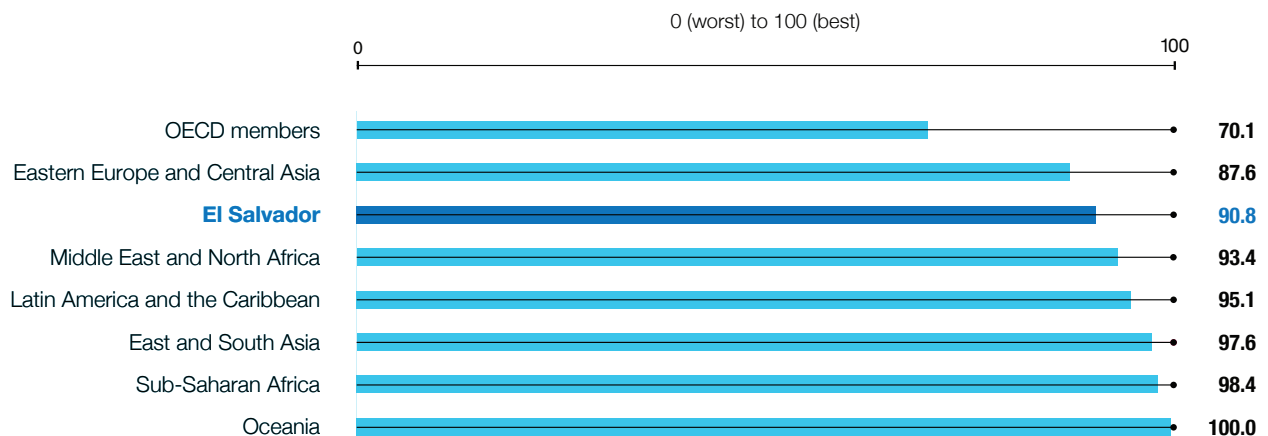 0 (worst) to 100 (best)
0 100
OECD members 70.1
Eastern Europe and Central Asia 87.6
El Salvador 90.8
Middle East and North Africa 93.4
Latin America and the Caribbean 95.1
East and South Asia 97.6
Sub-Saharan Africa 98.4
Oceania 100.0